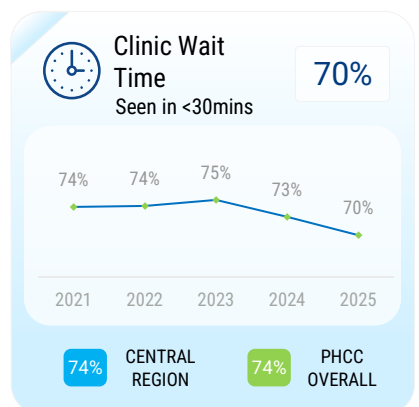 Clinic Wait
Time
Seen in <30mins
70%
74% 74% 75% 73% 70%
2021 2022 2023 2024 2025
74% CENTRAL
REGION
74% PHCC
OVERALL